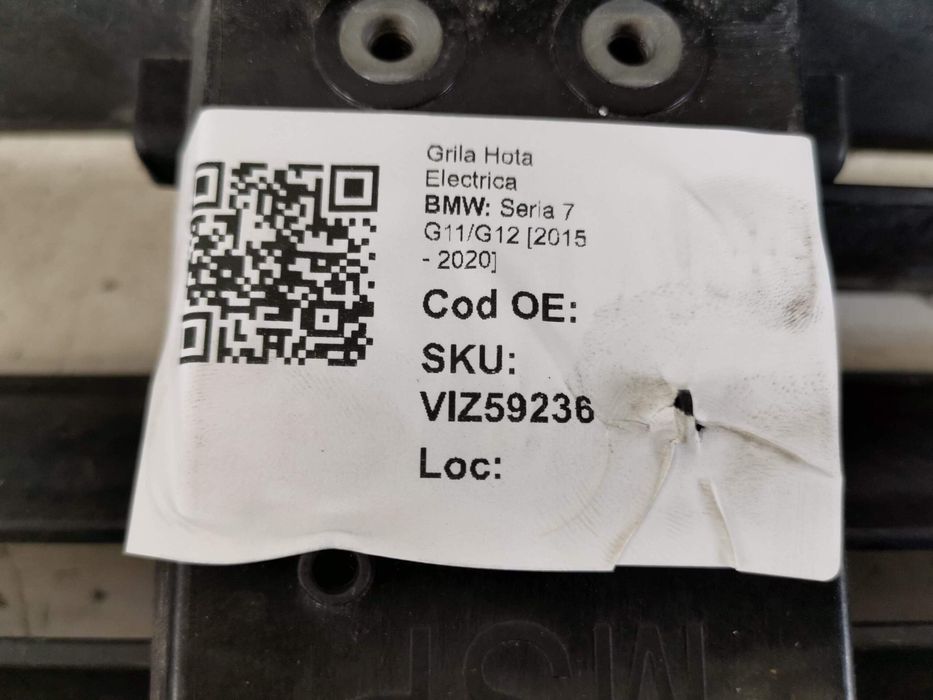 Grila Hota
Electrica
BMW: Seria 7
G11/G12 [2015
- 2020]
Cod OE:
SKU:
VIZ59236
Loc: